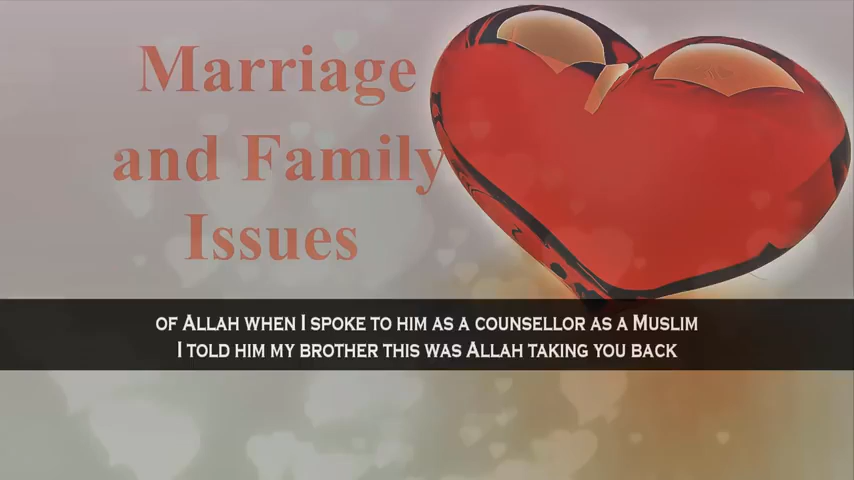 Marriage
and Family
Issues
OF ALLAH WHEN I SPOKE TO HIM AS A COUNSELLOR AS A MUSLIM
I TOLD HIM MY BROTHER THIS WAS ALLAH TAKING YOU BACK